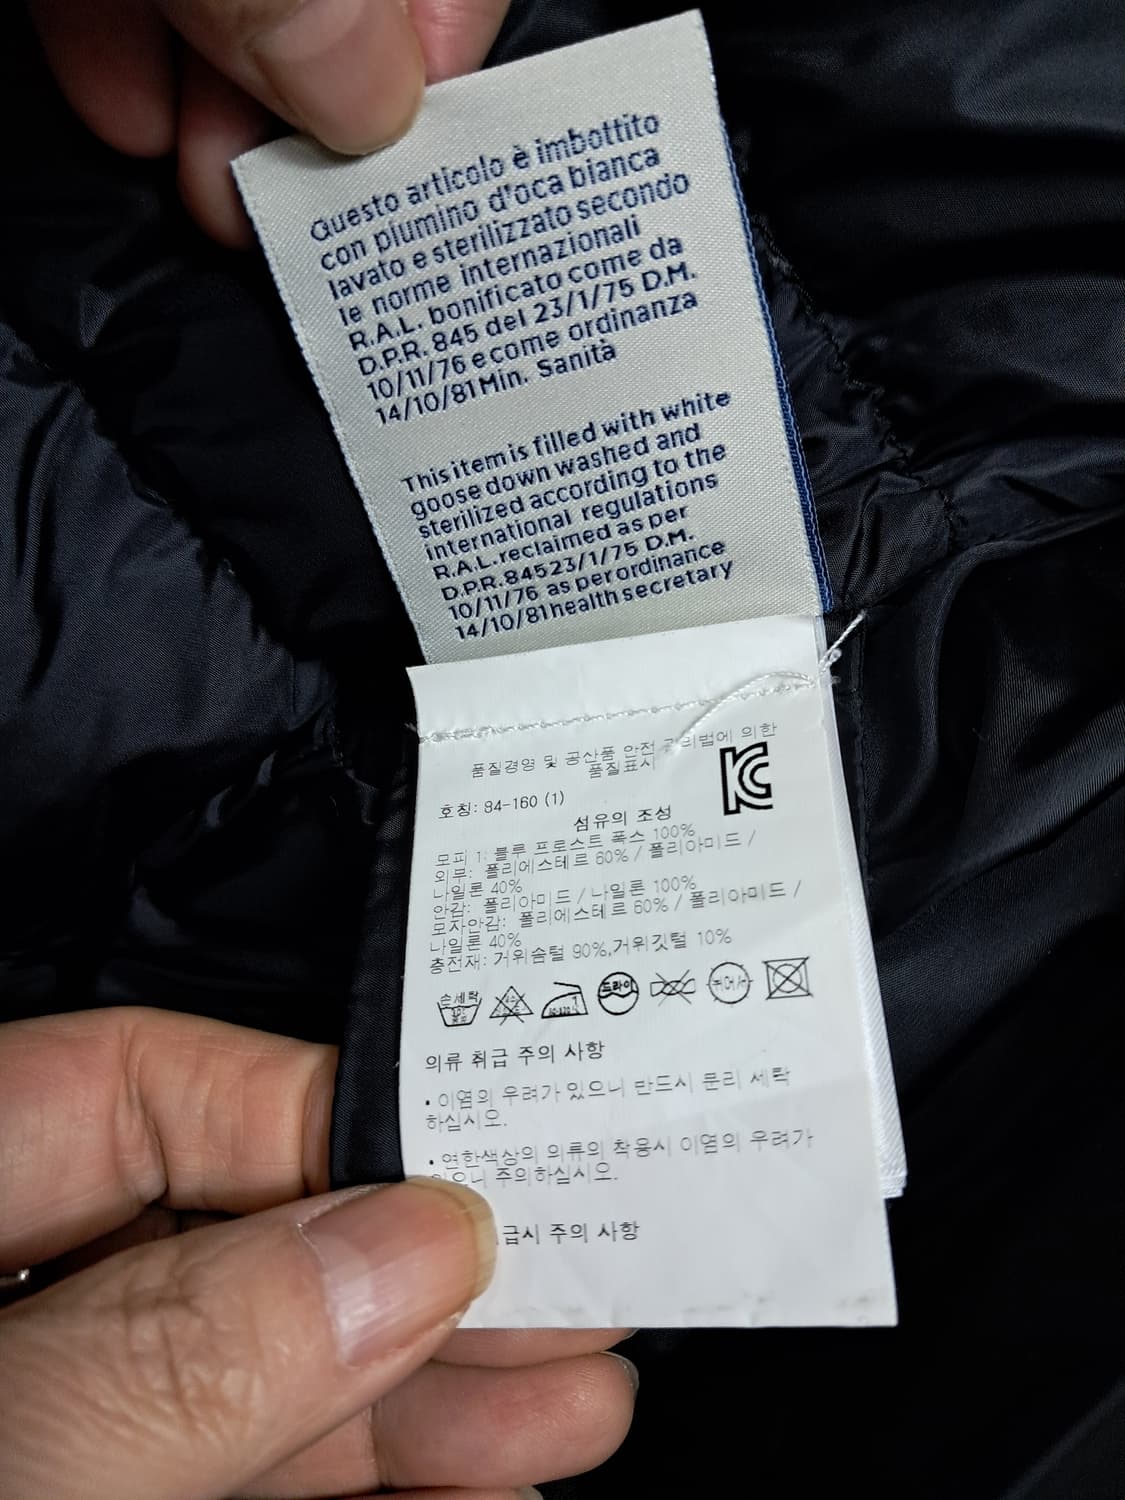 Questo articolo è imbottito
con piumino d'oca bianca
lavato e sterilizzato secondo
le norme internazionali
R.A.L. bonificato come da
D.P.R. 845 del 23/1/75 D.M.
10/11/76 e come ordinanza
14/10/81 Min. Sanità
This item is filled with white
goose down washed and
sterilized according to the
international regulations
R.A.L. reclaimed as per
D.P.R. 845 23/1/75 D.M.
10/11/76 as per ordinance
14/10/81 health secretary
품질경영 및 공산품 안전 관리법에 의한
품질표시
호칭: 84-160 (1)
섬유의 조성
모피 1: 블루 프로스트 폭스 100%
외부: 폴리에스테르 60% / 폴리아미드 /
나일론 40%
안감: 폴리아미드 / 나일론 100%
모자안감: 폴리에스테르 60% / 폴리아미드 /
나일론 40%
충전재: 거위솜털 90%,거위깃털 10%
손세탁 드라이
의류 취급 주의 사항
• 이염의 우려가 있으니 반드시 분리 세탁
하십시오.
• 연한색상의 의류의 착용시 이염의 우려가
있으니 주의하십시오.
급시 주의 사항